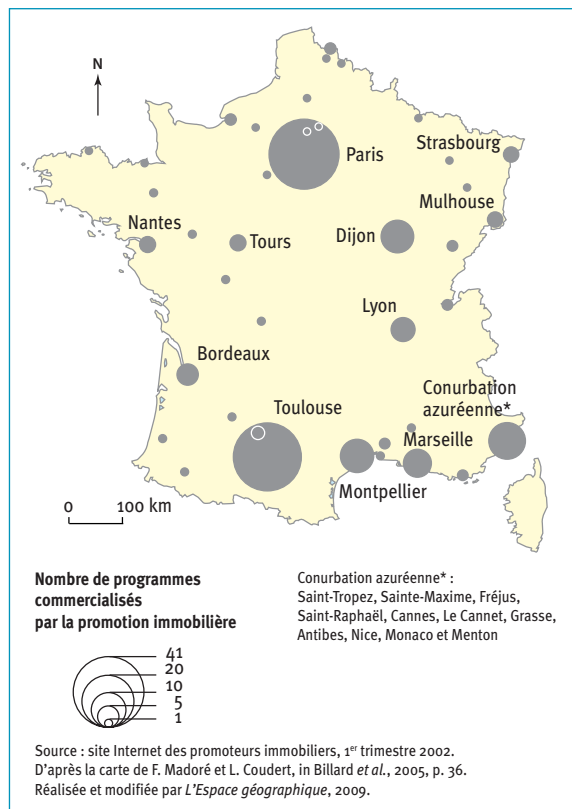 N
Paris
Strasbourg
Mulhouse
Nantes
Tours
Dijon
Lyon
Bordeaux
Conurbation
azuréenne*
Toulouse
Marseille
Montpellier
0 100 km
Nombre de programmes
commercialisés
par la promotion immobilière
41
20
10
5
1
Conurbation azuréenne* :
Saint-Tropez, Sainte-Maxime, Fréjus,
Saint-Raphaël, Cannes, Le Cannet, Grasse,
Antibes, Nice, Monaco et Menton
Source : site Internet des promoteurs immobiliers, 1er trimestre 2002.
D'après la carte de F. Madoré et L. Coudert, in Billard et al., 2005, p. 36.
Réalisée et modifiée par L'Espace géographique, 2009.